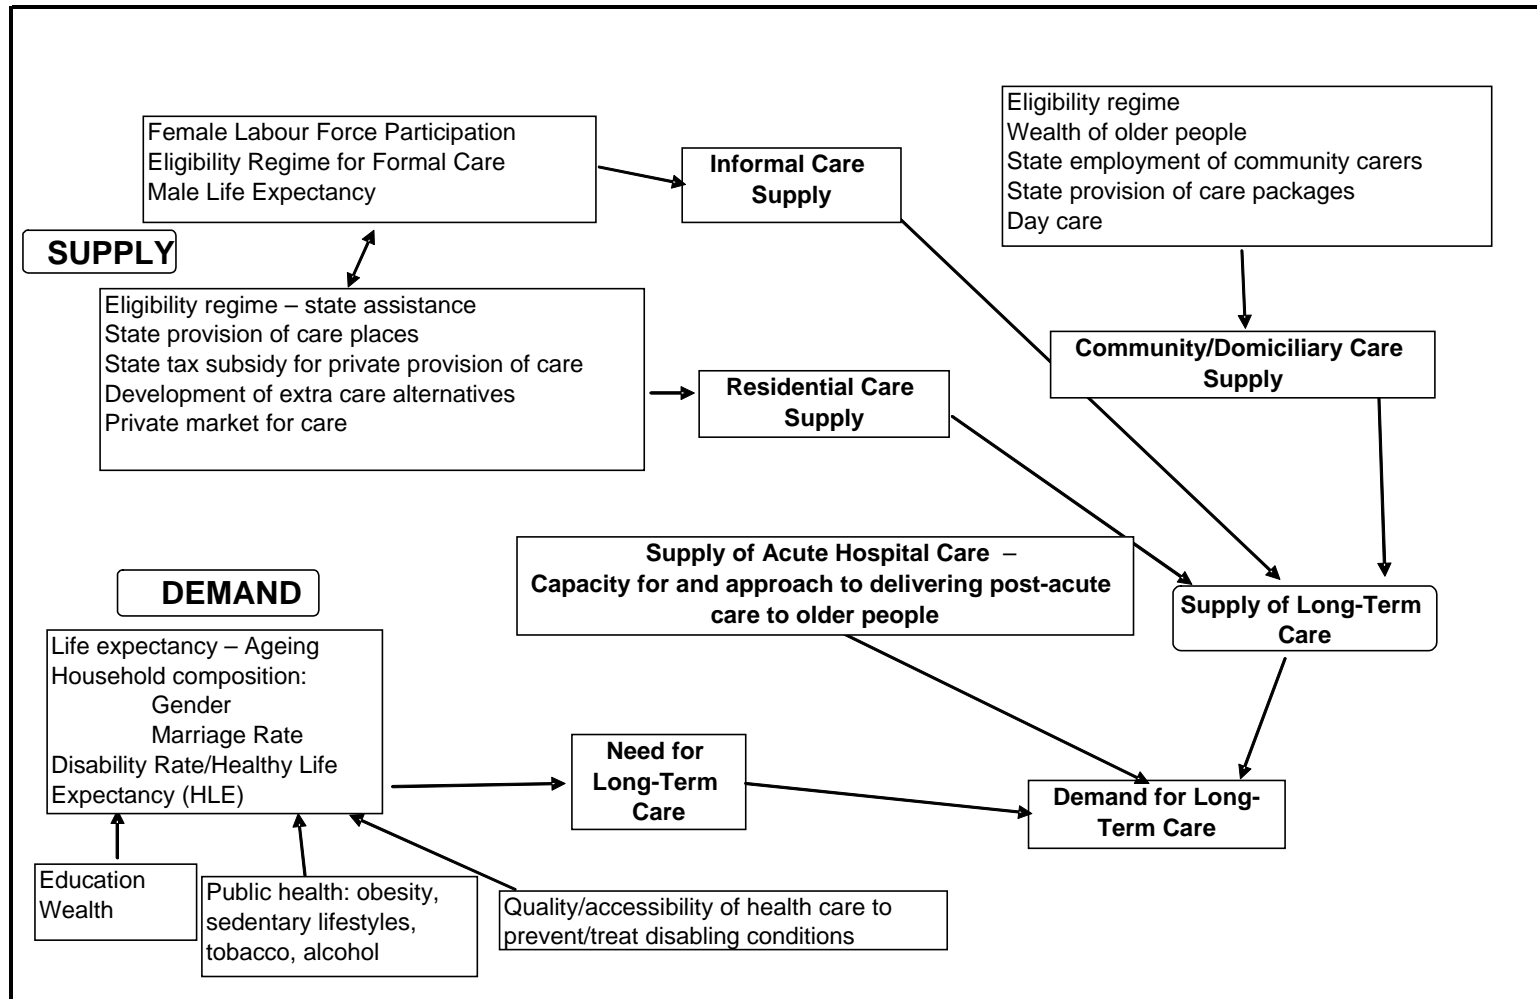 Female Labour Force Participation
Eligibility Regime for Formal Care
Male Life Expectancy
Informal Care
Supply
Eligibility regime
Wealth of older people
State employment of community carers
State provision of care packages
Day care
SUPPLY
Eligibility regime – state assistance
State provision of care places
State tax subsidy for private provision of care
Development of extra care alternatives
Private market for care
Residential Care
Supply
Community/Domiciliary Care
Supply
Supply of Acute Hospital Care –
Capacity for and approach to delivering post-acute
care to older people
Supply of Long-Term
Care
DEMAND
Life expectancy – Ageing
Household composition:
Gender
Marriage Rate
Disability Rate/Healthy Life
Expectancy (HLE)
Need for
Long-Term
Care
Demand for Long-
Term Care
Education
Wealth
Public health: obesity,
sedentary lifestyles,
tobacco, alcohol
Quality/accessibility of health care to
prevent/treat disabling conditions